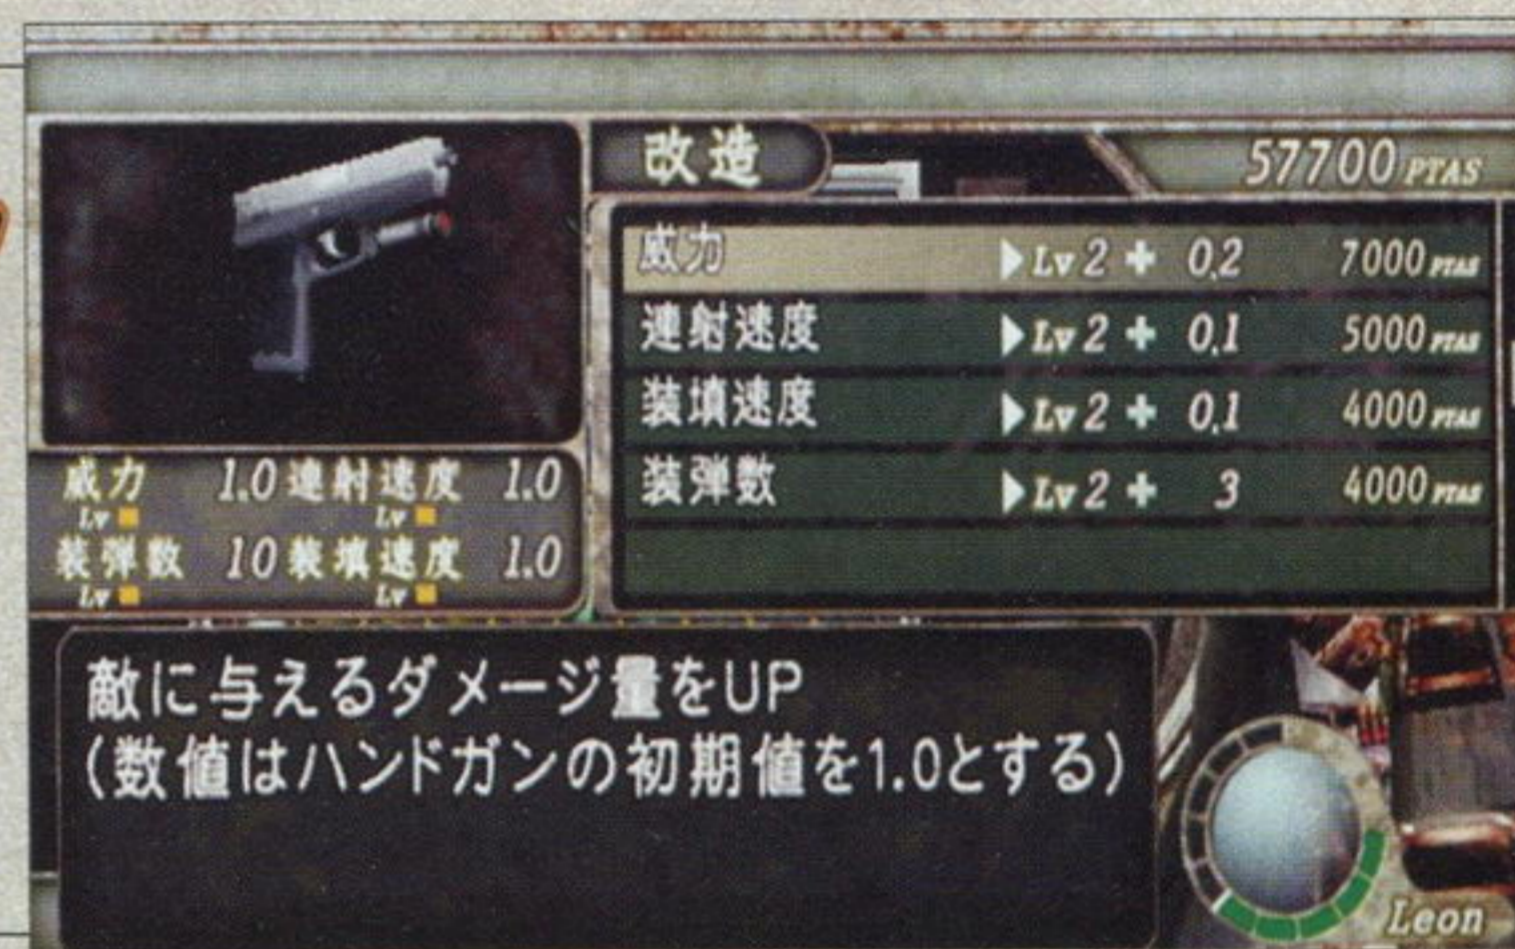 改造
57700 PTAS
威力 Lv 2 + 0.2 7000 PTAS
連射速度 Lv 2 + 0.1 5000 PTAS
装填速度 Lv 2 + 0.1 4000 PTAS
装弾数 Lv 2 + 3 4000 PTAS
威力 1.0 連射速度 1.0
Lv Lv
装弾数 10 装填速度 1.0
Lv Lv
敵に与えるダメージ量をUP
(数値はハンドガンの初期値を1.0とする)
Leon